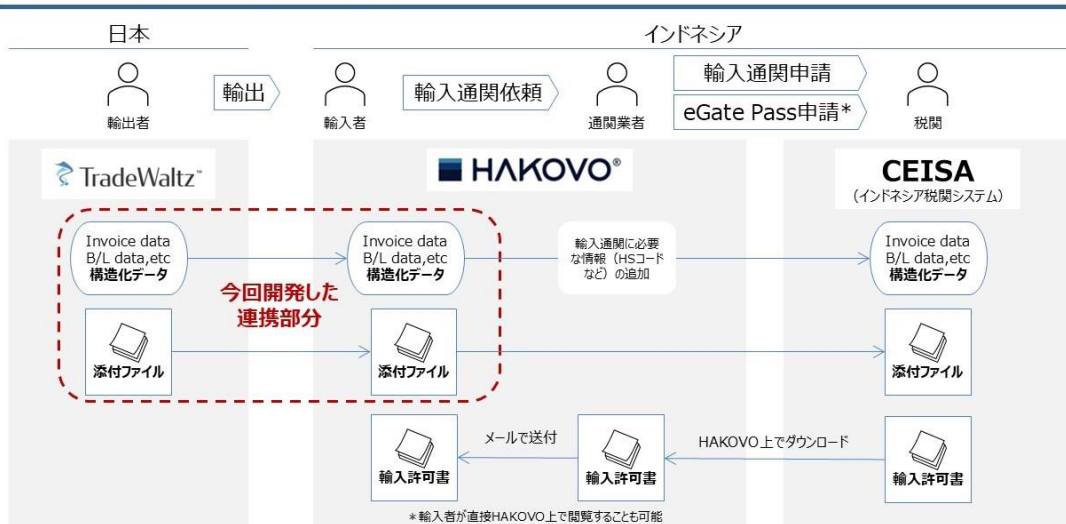 日本
インドネシア
輸出者
輸出
輸入者
輸入通関依頼
通関業者
輸入通関申請
eGate Pass申請*
税関
TradeWaltz™
HAKOVO®
CEISA
(インドネシア税関システム)
Invoice data
B/L data,etc
構造化データ
Invoice data
B/L data,etc
構造化データ
輸入通関に必要
な情報（HSコード
など）の追加
Invoice data
B/L data,etc
構造化データ
今回開発した
連携部分
添付ファイル
添付ファイル
添付ファイル
輸入許可書
メールで送付
輸入許可書
HAKOVO上でダウンロード
輸入許可書
*輸入者が直接HAKOVO上で閲覧することも可能